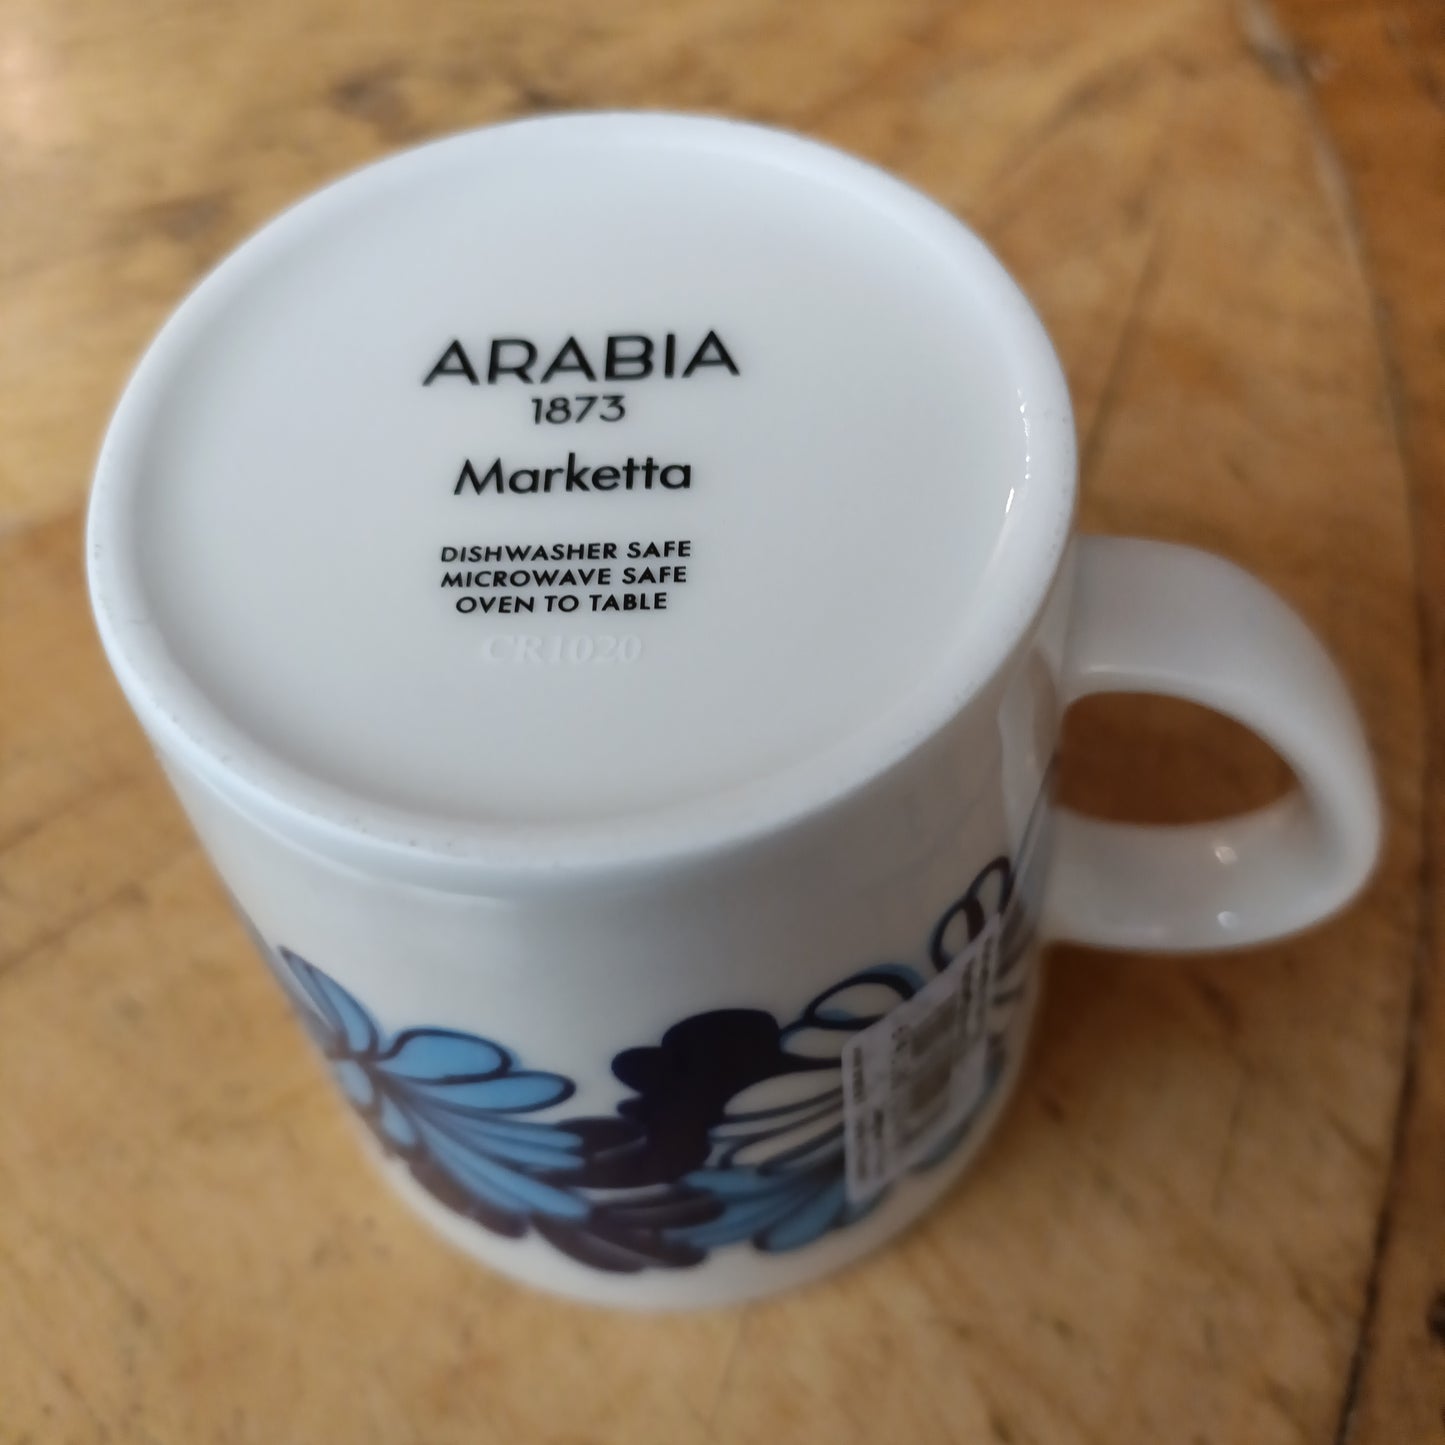 ARABIA
1873
Marketta
DISHWASHER SAFE
MICROWAVE SAFE
OVEN TO TABLE
CR1020